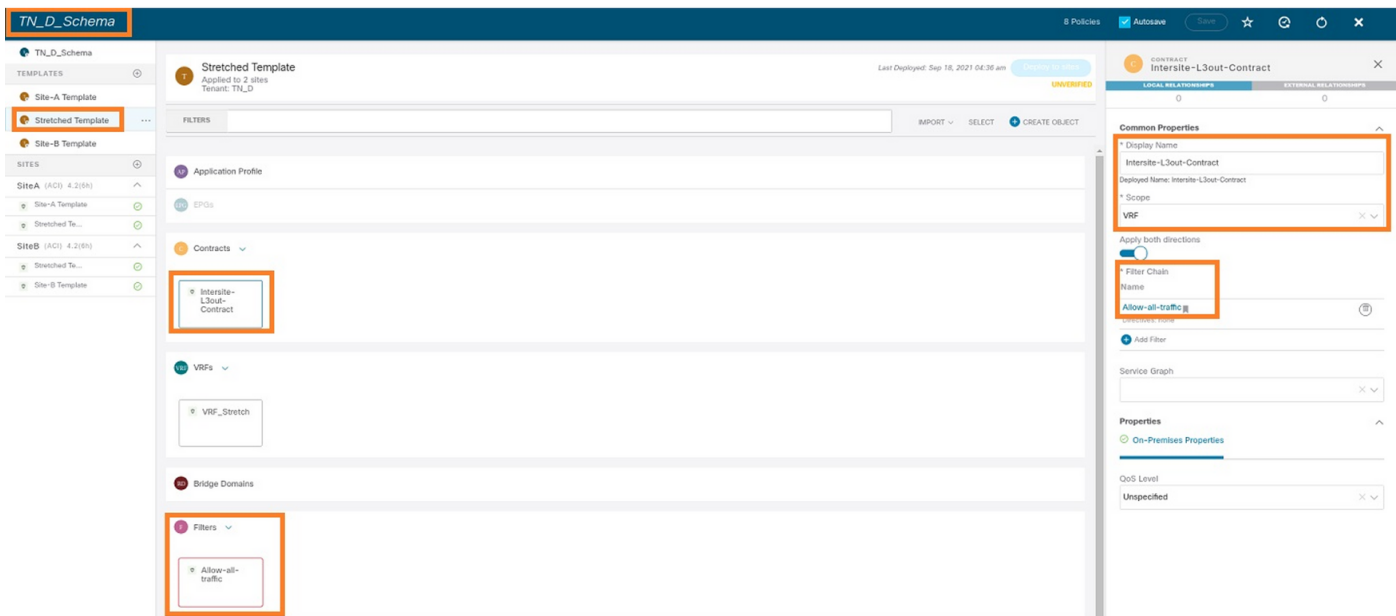 TN_D_Schema
8 Policies
Autosave
Save
TN_D_Schema
TEMPLATES
Site-A Template
Stretched Template
Site-B Template
SITES
SiteA (ACI) 4.2(6h)
Site-A Template
Stretched Te...
SiteB (ACI) 4.2(6h)
Stretched Te...
Site-B Template
T
Stretched Template
Applied to 2 sites
Tenant: TN_D
Last Deployed: Sep 18, 2021 04:36 am
Deploy to sites
UNVERIFIED
FILTERS
IMPORT
SELECT
CREATE OBJECT
AP
Application Profile
EPG
EPGs
C
Contracts
Intersite-
L3out-
Contract
VRF
VRFs
VRF_Stretch
BD
Bridge Domains
F
Filters
Allow-all-
traffic
C
CONTRACT
Intersite-L3out-Contract
LOCAL RELATIONSHIPS
EXTERNAL RELATIONSHIPS
0
0
Common Properties
* Display Name
Intersite-L3out-Contract
Deployed Name: Intersite-L3out-Contract
* Scope
VRF
Apply both directions
* Filter Chain
Name
Allow-all-traffic
Directives: none
Add Filter
Service Graph
Properties
On-Premises Properties
QoS Level
Unspecified